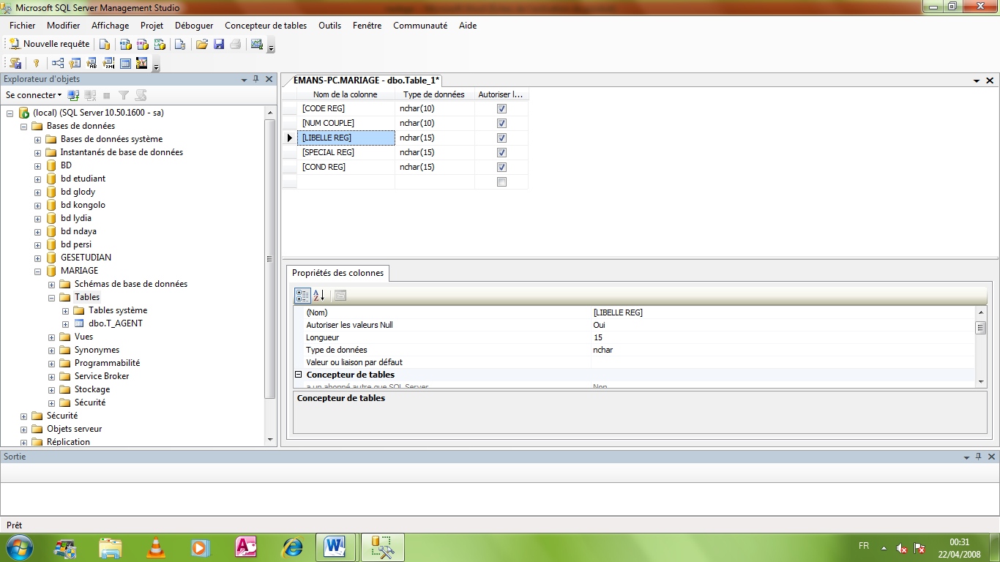 Microsoft SQL Server Management Studio
Fichier Modifier Affichage Projet Déboguer Concepteur de tables Outils Fenêtre Communauté Aide
Nouvelle requête
Explorateur d'objets
Se connecter
(local) (SQL Server 10.50.1600 - sa)
Bases de données
Bases de données système
Instantanés de base de données
BD
bd etudiant
bd glody
bd kongolo
bd lydia
bd ndaya
bd persi
GESETUDIAN
MARIAGE
Schémas de base de données
Tables
Tables système
dbo.T_AGENT
Vues
Synonymes
Programmabilité
Service Broker
Stockage
Sécurité
Sécurité
Objets serveur
Réplication
EMANS-PC.MARIAGE - dbo.Table_1*
Nom de la colonne Type de données Autoriser l...
[CODE REG] nchar(10)
[NUM COUPLE] nchar(10)
[LIBELLE REG] nchar(15)
[SPECIAL REG] nchar(15)
[COND REG] nchar(15)
Propriétés des colonnes
(Nom) [LIBELLE REG]
Autoriser les valeurs Null Oui
Longueur 15
Type de données nchar
Valeur ou liaison par défaut
Concepteur de tables
a un abonné autre que SQL Server Non
Concepteur de tables
Sortie
Prêt
FR
00:31
22/04/2008